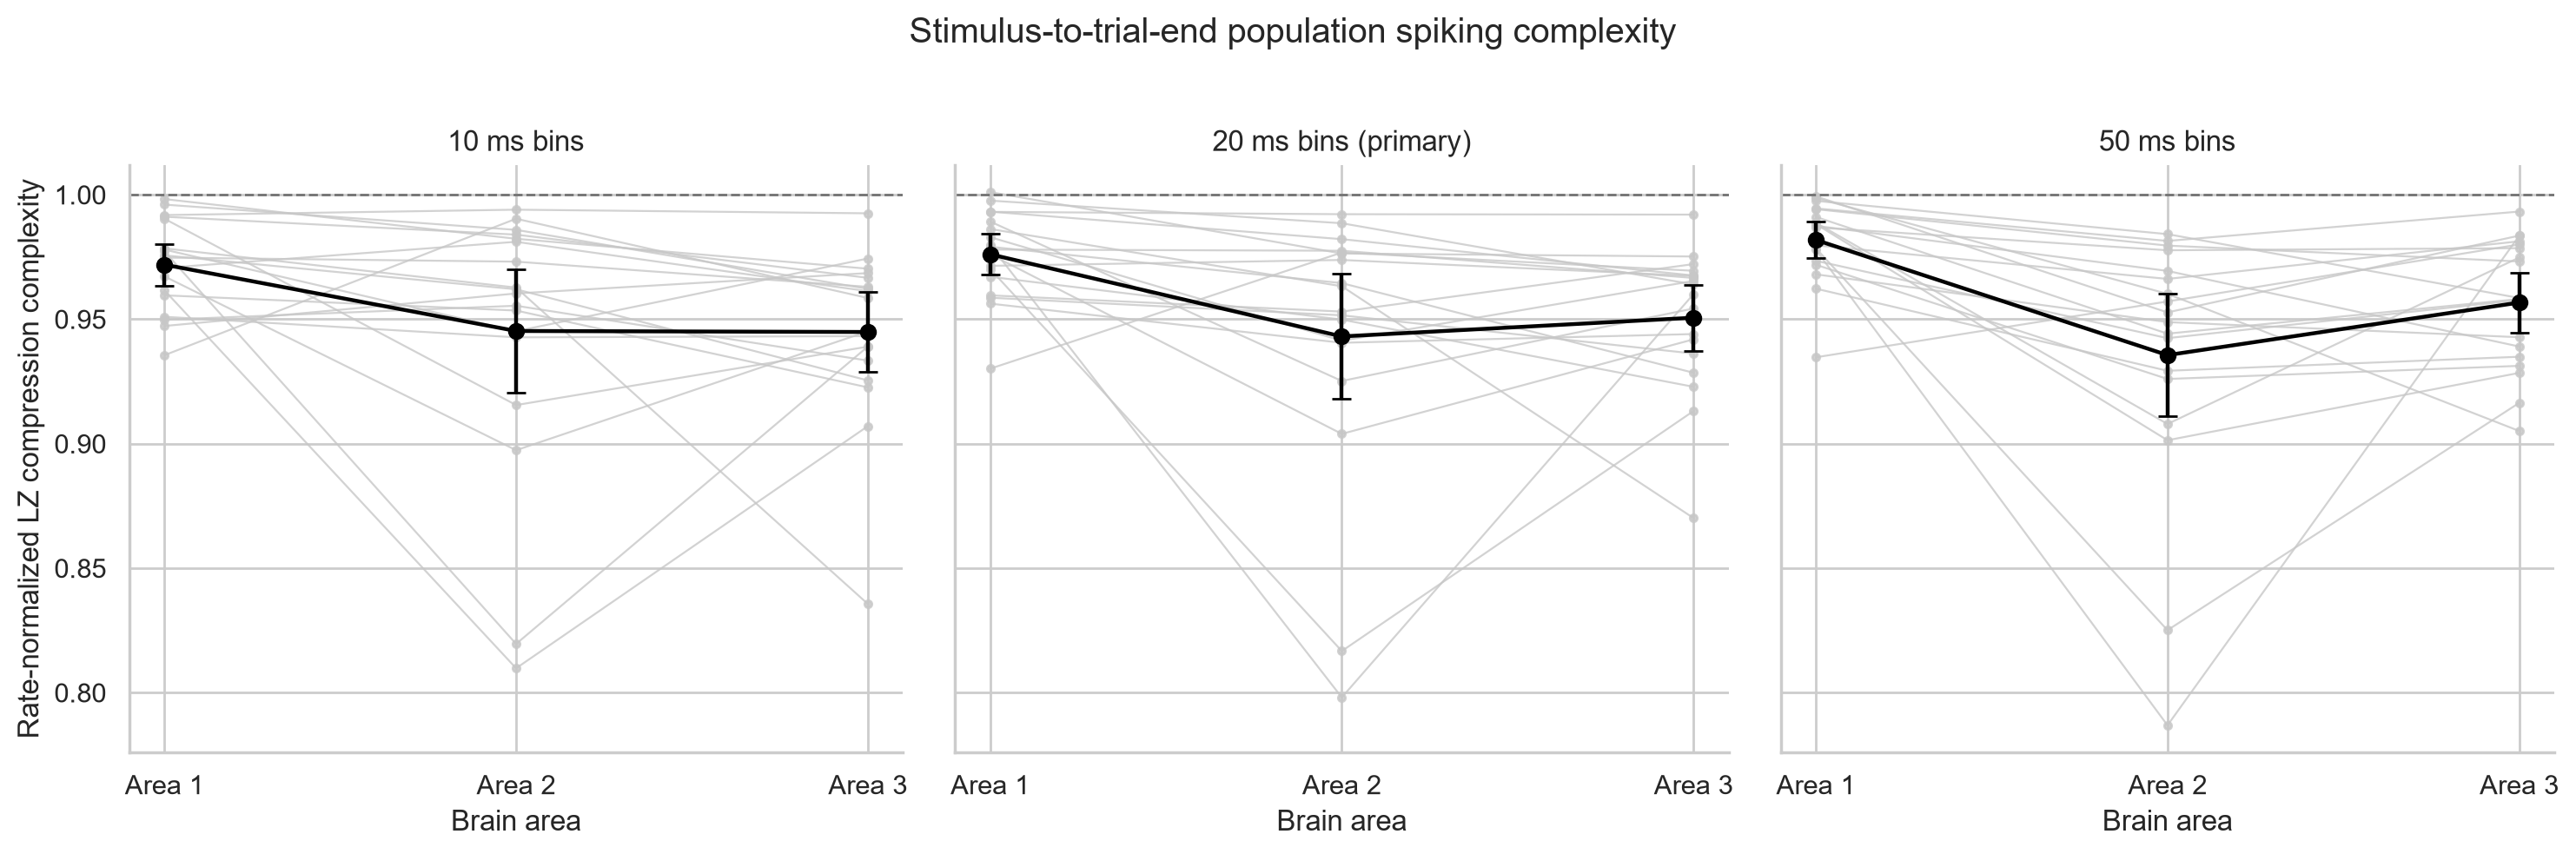 Stimulus-to-trial-end population spiking complexity
10 ms bins
20 ms bins (primary)
50 ms bins
Rate-normalized LZ compression complexity
1.00
0.95
0.90
0.85
0.80
Area 1
Area 2
Area 3
Area 1
Area 2
Area 3
Area 1
Area 2
Area 3
Brain area
Brain area
Brain area